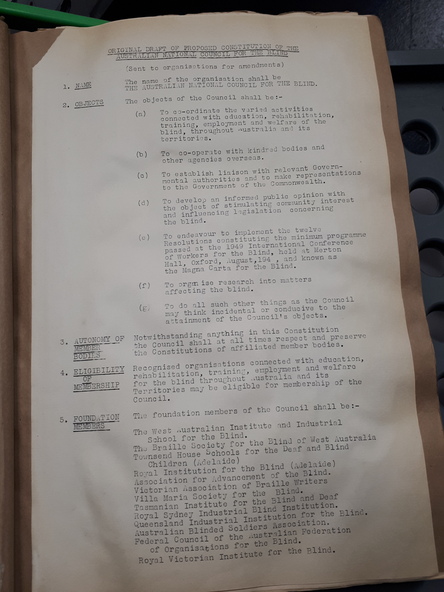 ORIGINAL DRAFT OF PROPOSED CONSTITUTION OF THE
AUSTRALIAN NATIONAL COUNCIL FOR THE BLIND
(Sent to organisations for amendments)
1. NAME The name of the organisation shall be
THE AUSTRALIAN NATIONAL COUNCIL FOR THE BLIND.
2. OBJECTS The objects of the Council shall be:-
(a) To co-ordinate the varied activities
connected with education, rehabilitation,
training, employment and welfare of the
blind, throughout Australia and its
territories.
(b) To co-operate with kindred bodies and
other agencies overseas.
(c) To establish liaison with relevant Govern-
mental authorities and to make representations
to the Government of the Commonwealth.
(d) To develop an informed public opinion with
the object of stimulating community interest
and influencing legislation concerning
the blind.
(e) To endeavour to implement the twelve
Resolutions constituting the minimum programme
passed at the 1949 International Conference
of Workers for the Blind, held at Merton
Hall, Oxford, August, 194 , and known as
the Magna Carta for the Blind.
(f) To organise research into matters
affecting the blind.
(g) To do all such other things as the Council
may think incidental or conducive to the
attainment of the Council's objects.
3. AUTONOMY OF MEMBER BODIES Notwithstanding anything in this Constitution
the Council shall at all times respect and preserve
the Constitutions of affiliated member bodies.
4. ELIGIBILITY OF MEMBERSHIP Recognised organisations connected with education,
rehabilitation, training, employment and welfare
for the blind throughout Australia and its
Territories may be eligible for membership of the
Council.
5. FOUNDATION MEMBERS The foundation members of the Council shall be:-
The West Australian Institute and Industrial
School for the Blind.
The Braille Society for the Blind of West Australia
Townsend House Schools for the Deaf and Blind
Children (Adelaide)
Royal Institution for the Blind (Adelaide)
Association for Advancement of the Blind.
Victorian Association of Braille Writers
Villa Maria Society for the Blind.
Tasmanian Institute for the Blind and Deaf
Royal Sydney Industrial Blind Institution.
Queensland Industrial Institution for the Blind.
Australian Blinded Soldiers Association.
Federal Council of the Australian Federation
of Organisations for the Blind.
Royal Victorian Institute for the Blind.